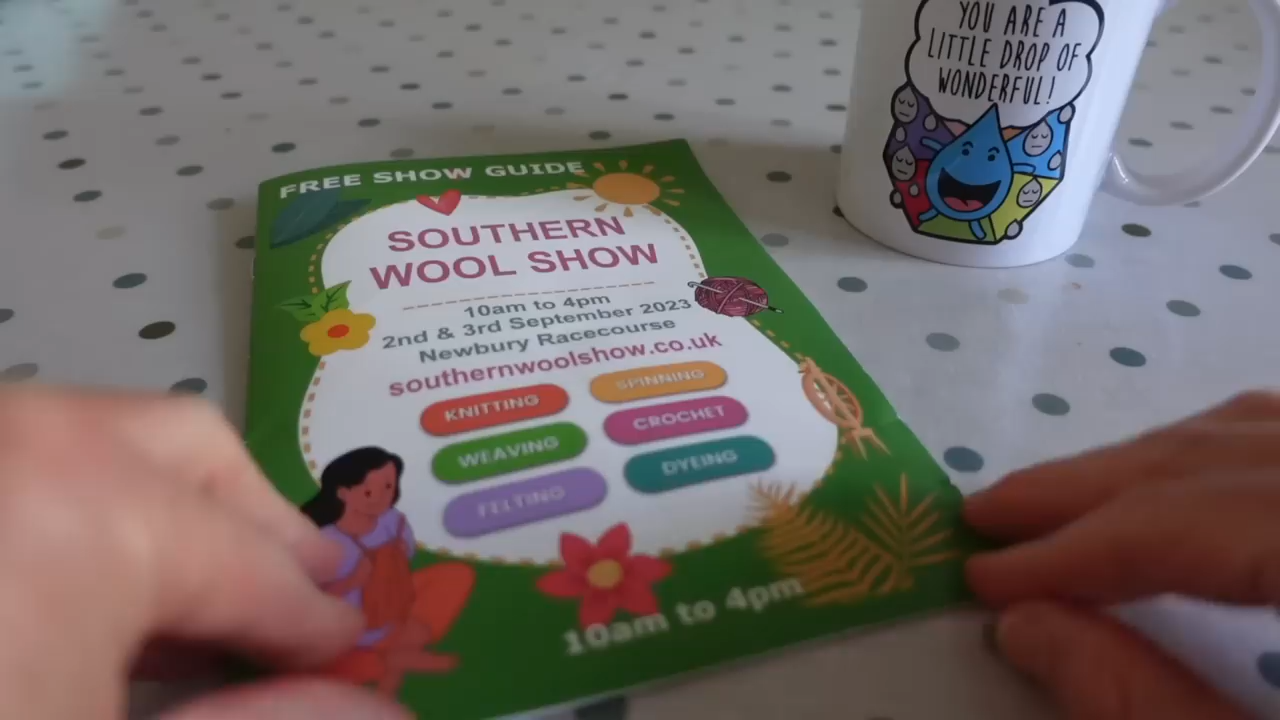 YOU ARE A
LITTLE DROP OF
WONDERFUL!
FREE SHOW GUIDE
SOUTHERN
WOOL SHOW
10am to 4pm
2nd & 3rd September 2023
Newbury Racecourse
southernwoolshow.co.uk
KNITTING
SPINNING
WEAVING
CROCHET
FELTING
DYEING
10am to 4pm